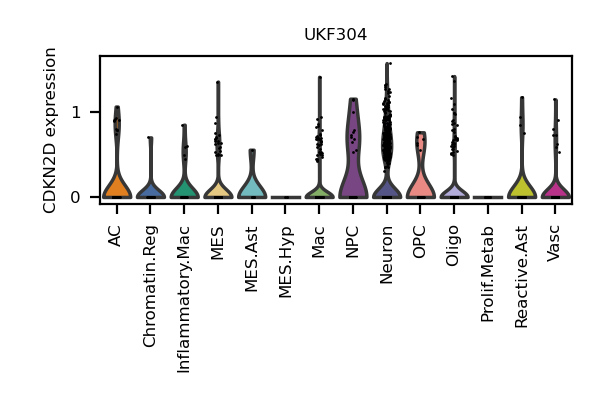 UKF304
CDKN2D expression
1
0
AC
Chromatin.Reg
Inflammatory.Mac
MES
MES.Ast
MES.Hyp
Mac
NPC
Neuron
OPC
Oligo
Prolif.Metab
Reactive.Ast
Vasc